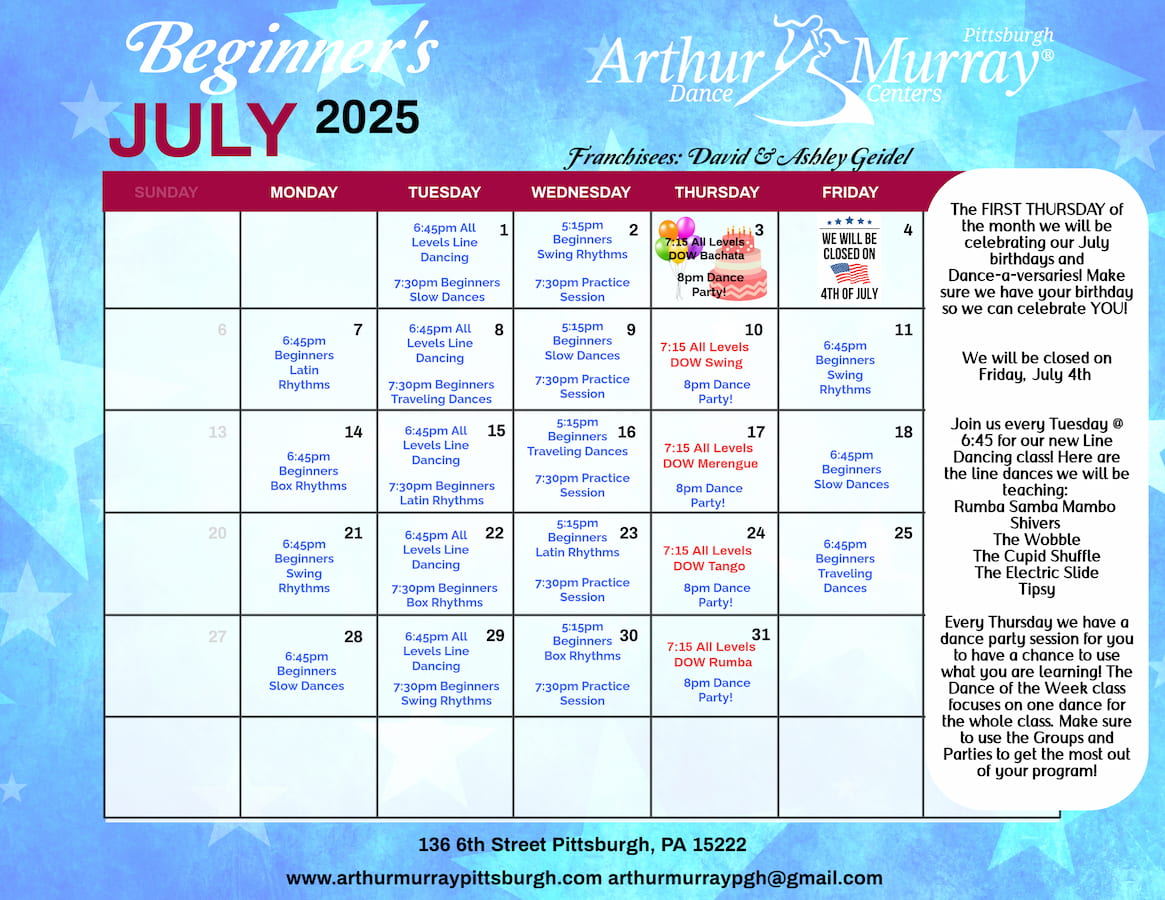 Beginner's
JULY 2025
Pittsburgh
Arthur Murray®
Dance Centers
Franchisees: David & Ashley Geidel
SUNDAY MONDAY TUESDAY WEDNESDAY THURSDAY FRIDAY
1
6:45pm All
Levels Line
Dancing
7:30pm Beginners
Slow Dances
2
5:15pm
Beginners
Swing Rhythms
7:30pm Practice
Session
3
7:15 All Levels
DOW Bachata
8pm Dance
Party!
4
WE WILL BE
CLOSED ON
4TH OF JULY
6
7
6:45pm
Beginners
Latin
Rhythms
8
6:45pm All
Levels Line
Dancing
7:30pm Beginners
Traveling Dances
9
5:15pm
Beginners
Slow Dances
7:30pm Practice
Session
10
7:15 All Levels
DOW Swing
8pm Dance
Party!
11
6:45pm
Beginners
Swing
Rhythms
13
14
6:45pm
Beginners
Box Rhythms
15
6:45pm All
Levels Line
Dancing
7:30pm Beginners
Latin Rhythms
16
5:15pm
Beginners
Traveling Dances
7:30pm Practice
Session
17
7:15 All Levels
DOW Merengue
8pm Dance
Party!
18
6:45pm
Beginners
Slow Dances
20
21
6:45pm
Beginners
Swing
Rhythms
22
6:45pm All
Levels Line
Dancing
7:30pm Beginners
Box Rhythms
23
5:15pm
Beginners
Latin Rhythms
7:30pm Practice
Session
24
7:15 All Levels
DOW Tango
8pm Dance
Party!
25
6:45pm
Beginners
Traveling
Dances
27
28
6:45pm
Beginners
Slow Dances
29
6:45pm All
Levels Line
Dancing
7:30pm Beginners
Swing Rhythms
30
5:15pm
Beginners
Box Rhythms
7:30pm Practice
Session
31
7:15 All Levels
DOW Rumba
8pm Dance
Party!
The FIRST THURSDAY of
the month we will be
celebrating our July
birthdays and
Dance-a-versaries! Make
sure we have your birthday
so we can celebrate YOU!
We will be closed on
Friday, July 4th
Join us every Tuesday @
6:45 for our new Line
Dancing class! Here are
the line dances we will be
teaching:
Rumba Samba Mambo
Shivers
The Wobble
The Cupid Shuffle
The Electric Slide
Tipsy
Every Thursday we have a
dance party session for you
to have a chance to use
what you are learning! The
Dance of the Week class
focuses on one dance for
the whole class. Make sure
to use the Groups and
Parties to get the most out
of your program!
136 6th Street Pittsburgh, PA 15222
www.arthurmurraypittsburgh.com arthurmurraypgh@gmail.com